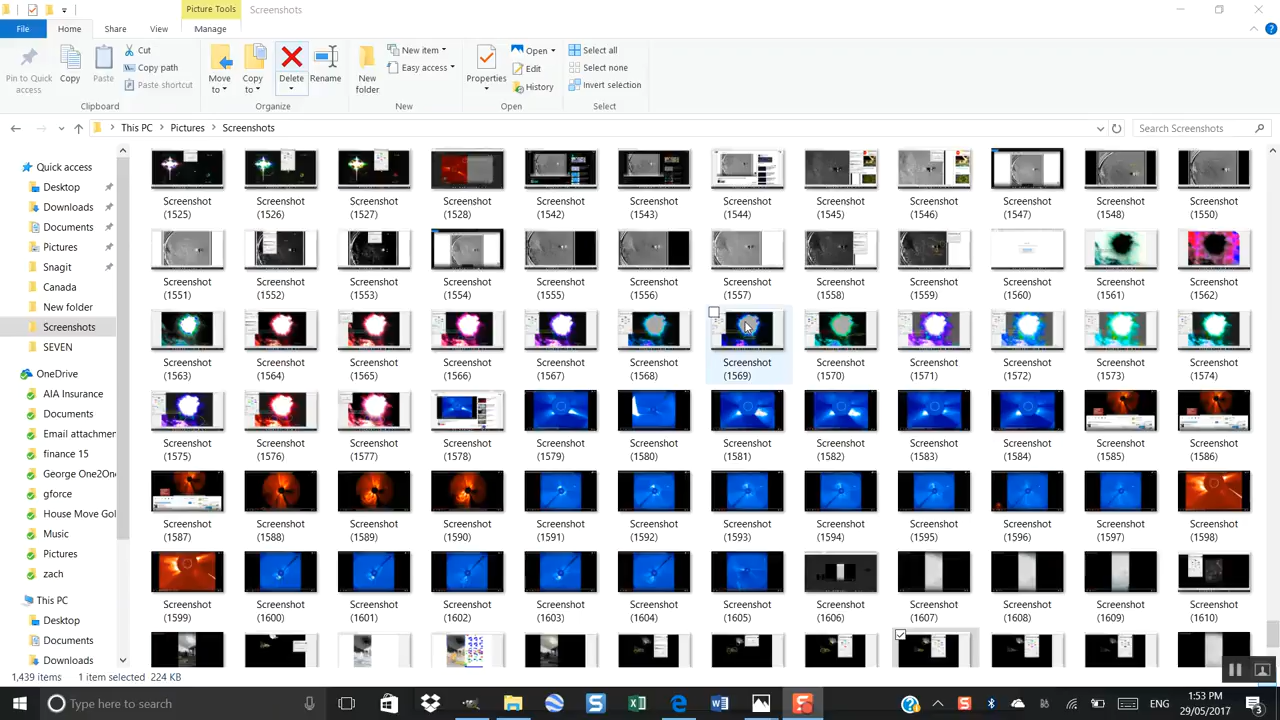 Picture Tools
Screenshots
File
Home
Share
View
Manage
Pin to Quick access
Copy
Paste
Cut
Copy path
Paste shortcut
Clipboard
Move to
Copy to
Delete
Rename
Organize
New folder
New item
Easy access
New
Properties
Open
Edit
History
Open
Select all
Select none
Invert selection
Select
This PC
Pictures
Screenshots
Search Screenshots
Quick access
Desktop
Downloads
Documents
Pictures
Snagit
Canada
New folder
Screenshots
SEVEN
OneDrive
AIA Insurance
Documents
Email attachmen
finance 15
George One2On
gforce
House Move Gol
Music
Pictures
zach
This PC
Desktop
Documents
Downloads
Screenshot (1525)
Screenshot (1526)
Screenshot (1527)
Screenshot (1528)
Screenshot (1542)
Screenshot (1543)
Screenshot (1544)
Screenshot (1545)
Screenshot (1546)
Screenshot (1547)
Screenshot (1548)
Screenshot (1550)
Screenshot (1551)
Screenshot (1552)
Screenshot (1553)
Screenshot (1554)
Screenshot (1555)
Screenshot (1556)
Screenshot (1557)
Screenshot (1558)
Screenshot (1559)
Screenshot (1560)
Screenshot (1561)
Screenshot (1562)
Screenshot (1563)
Screenshot (1564)
Screenshot (1565)
Screenshot (1566)
Screenshot (1567)
Screenshot (1568)
Screenshot (1569)
Screenshot (1570)
Screenshot (1571)
Screenshot (1572)
Screenshot (1573)
Screenshot (1574)
Screenshot (1575)
Screenshot (1576)
Screenshot (1577)
Screenshot (1578)
Screenshot (1579)
Screenshot (1580)
Screenshot (1581)
Screenshot (1582)
Screenshot (1583)
Screenshot (1584)
Screenshot (1585)
Screenshot (1586)
Screenshot (1587)
Screenshot (1588)
Screenshot (1589)
Screenshot (1590)
Screenshot (1591)
Screenshot (1592)
Screenshot (1593)
Screenshot (1594)
Screenshot (1595)
Screenshot (1596)
Screenshot (1597)
Screenshot (1598)
Screenshot (1599)
Screenshot (1600)
Screenshot (1601)
Screenshot (1602)
Screenshot (1603)
Screenshot (1604)
Screenshot (1605)
Screenshot (1606)
Screenshot (1607)
Screenshot (1608)
Screenshot (1609)
Screenshot (1610)
1,439 items
1 item selected 224 KB
Type here to search
ENG
1:53 PM
29/05/2017
3